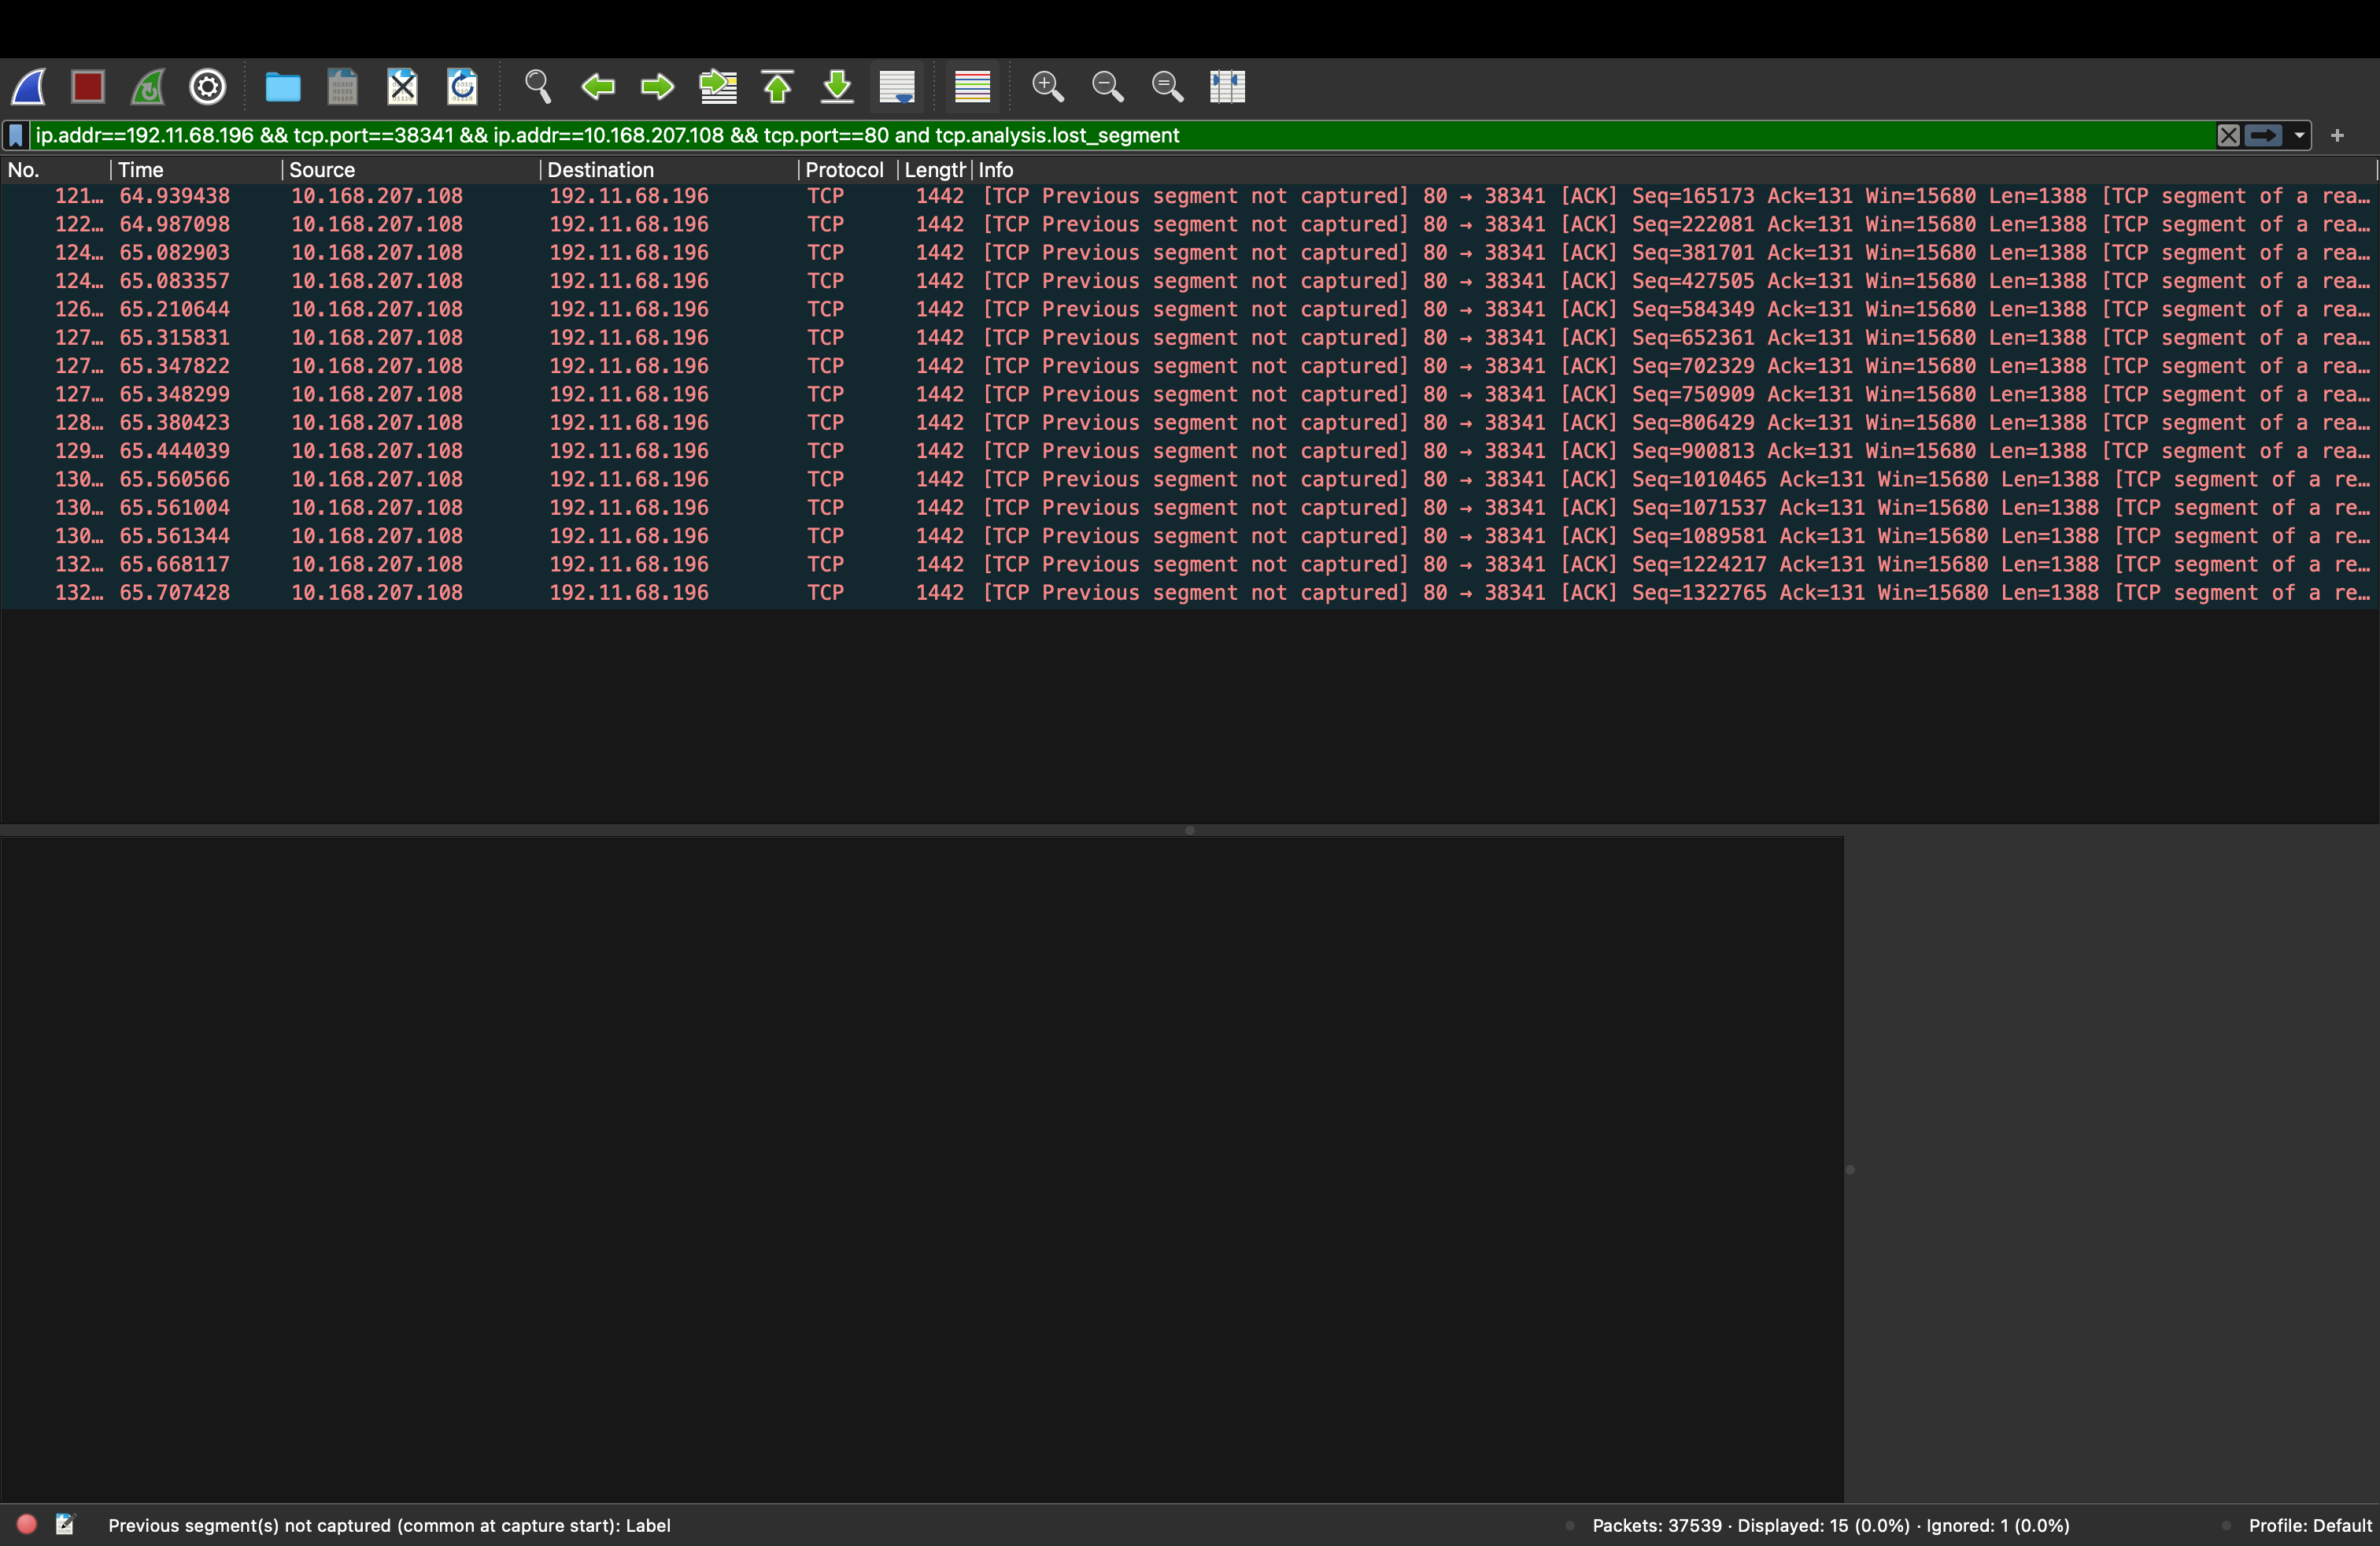 ip.addr==192.11.68.196 && tcp.port==38341 && ip.addr==10.168.207.108 && tcp.port==80 and tcp.analysis.lost_segment
No. Time Source Destination Protocol Length Info
121… 64.939438 10.168.207.108 192.11.68.196 TCP 1442 [TCP Previous segment not captured] 80 → 38341 [ACK] Seq=165173 Ack=131 Win=15680 Len=1388 [TCP segment of a rea…
122… 64.987098 10.168.207.108 192.11.68.196 TCP 1442 [TCP Previous segment not captured] 80 → 38341 [ACK] Seq=222081 Ack=131 Win=15680 Len=1388 [TCP segment of a rea…
124… 65.082903 10.168.207.108 192.11.68.196 TCP 1442 [TCP Previous segment not captured] 80 → 38341 [ACK] Seq=381701 Ack=131 Win=15680 Len=1388 [TCP segment of a rea…
124… 65.083357 10.168.207.108 192.11.68.196 TCP 1442 [TCP Previous segment not captured] 80 → 38341 [ACK] Seq=427505 Ack=131 Win=15680 Len=1388 [TCP segment of a rea…
126… 65.210644 10.168.207.108 192.11.68.196 TCP 1442 [TCP Previous segment not captured] 80 → 38341 [ACK] Seq=584349 Ack=131 Win=15680 Len=1388 [TCP segment of a rea…
127… 65.315831 10.168.207.108 192.11.68.196 TCP 1442 [TCP Previous segment not captured] 80 → 38341 [ACK] Seq=652361 Ack=131 Win=15680 Len=1388 [TCP segment of a rea…
127… 65.347822 10.168.207.108 192.11.68.196 TCP 1442 [TCP Previous segment not captured] 80 → 38341 [ACK] Seq=702329 Ack=131 Win=15680 Len=1388 [TCP segment of a rea…
127… 65.348299 10.168.207.108 192.11.68.196 TCP 1442 [TCP Previous segment not captured] 80 → 38341 [ACK] Seq=750909 Ack=131 Win=15680 Len=1388 [TCP segment of a rea…
128… 65.380423 10.168.207.108 192.11.68.196 TCP 1442 [TCP Previous segment not captured] 80 → 38341 [ACK] Seq=806429 Ack=131 Win=15680 Len=1388 [TCP segment of a rea…
129… 65.444039 10.168.207.108 192.11.68.196 TCP 1442 [TCP Previous segment not captured] 80 → 38341 [ACK] Seq=900813 Ack=131 Win=15680 Len=1388 [TCP segment of a rea…
130… 65.560566 10.168.207.108 192.11.68.196 TCP 1442 [TCP Previous segment not captured] 80 → 38341 [ACK] Seq=1010465 Ack=131 Win=15680 Len=1388 [TCP segment of a re…
130… 65.561004 10.168.207.108 192.11.68.196 TCP 1442 [TCP Previous segment not captured] 80 → 38341 [ACK] Seq=1071537 Ack=131 Win=15680 Len=1388 [TCP segment of a re…
130… 65.561344 10.168.207.108 192.11.68.196 TCP 1442 [TCP Previous segment not captured] 80 → 38341 [ACK] Seq=1089581 Ack=131 Win=15680 Len=1388 [TCP segment of a re…
132… 65.668117 10.168.207.108 192.11.68.196 TCP 1442 [TCP Previous segment not captured] 80 → 38341 [ACK] Seq=1224217 Ack=131 Win=15680 Len=1388 [TCP segment of a re…
132… 65.707428 10.168.207.108 192.11.68.196 TCP 1442 [TCP Previous segment not captured] 80 → 38341 [ACK] Seq=1322765 Ack=131 Win=15680 Len=1388 [TCP segment of a re…
Previous segment(s) not captured (common at capture start): Label Packets: 37539 · Displayed: 15 (0.0%) · Ignored: 1 (0.0%) Profile: Default